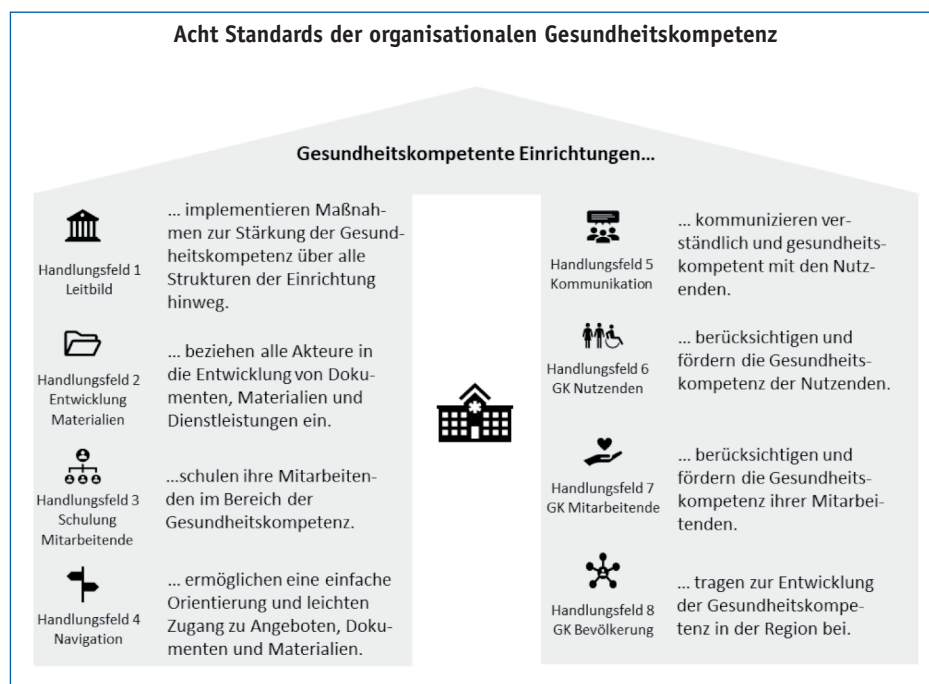 Acht Standards der organisationalen Gesundheitskompetenz
Gesundheitskompetente Einrichtungen...
Handlungsfeld 1
Leitbild
... implementieren Maßnah-
men zur Stärkung der Gesund-
heitskompetenz über alle
Strukturen der Einrichtung
hinweg.
Handlungsfeld 2
Entwicklung
Materialien
... beziehen alle Akteure in
die Entwicklung von Doku-
menten, Materialien und
Dienstleistungen ein.
Handlungsfeld 3
Schulung
Mitarbeitende
...schulen ihre Mitarbeiten-
den im Bereich der
Gesundheitskompetenz.
Handlungsfeld 4
Navigation
... ermöglichen eine einfache
Orientierung und leichten
Zugang zu Angeboten, Doku-
menten und Materialien.
Handlungsfeld 5
Kommunikation
... kommunizieren ver-
ständlich und gesundheits-
kompetent mit den Nutz-
enden.
Handlungsfeld 6
GK Nutzenden
... berücksichtigen und
fördern die Gesundheits-
kompetenz der Nutzenden.
Handlungsfeld 7
GK Mitarbeitende
... berücksichtigen und
fördern die Gesundheits-
kompetenz ihrer Mitarbei-
tenden.
Handlungsfeld 8
GK Bevölkerung
... tragen zur Entwicklung
der Gesundheitskompe-
tenz in der Region bei.